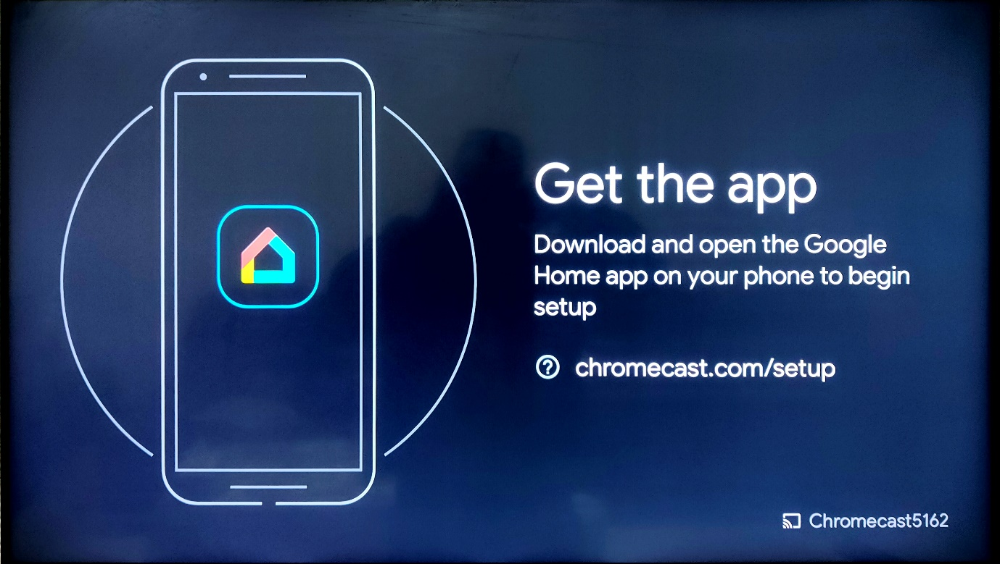 Get the app
Download and open the Google
Home app on your phone to begin
setup
chromecast.com/setup
Chromecast5162